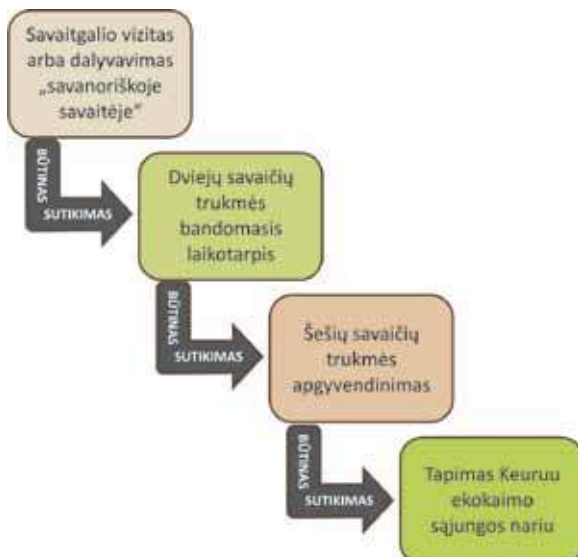 Savaitgalio vizitas
arba dalyvavimas
„savanoriškoje
savaitėje“
BŪTINAS
SUTIKIMAS
Dviejų savaičių
trukmės
bandomasis
laikotarpis
BŪTINAS
SUTIKIMAS
Šešių savaičių
trukmės
apgyvendinimas
BŪTINAS
SUTIKIMAS
Tapimas Keuruu
ekokaimo
sąjungos nariu